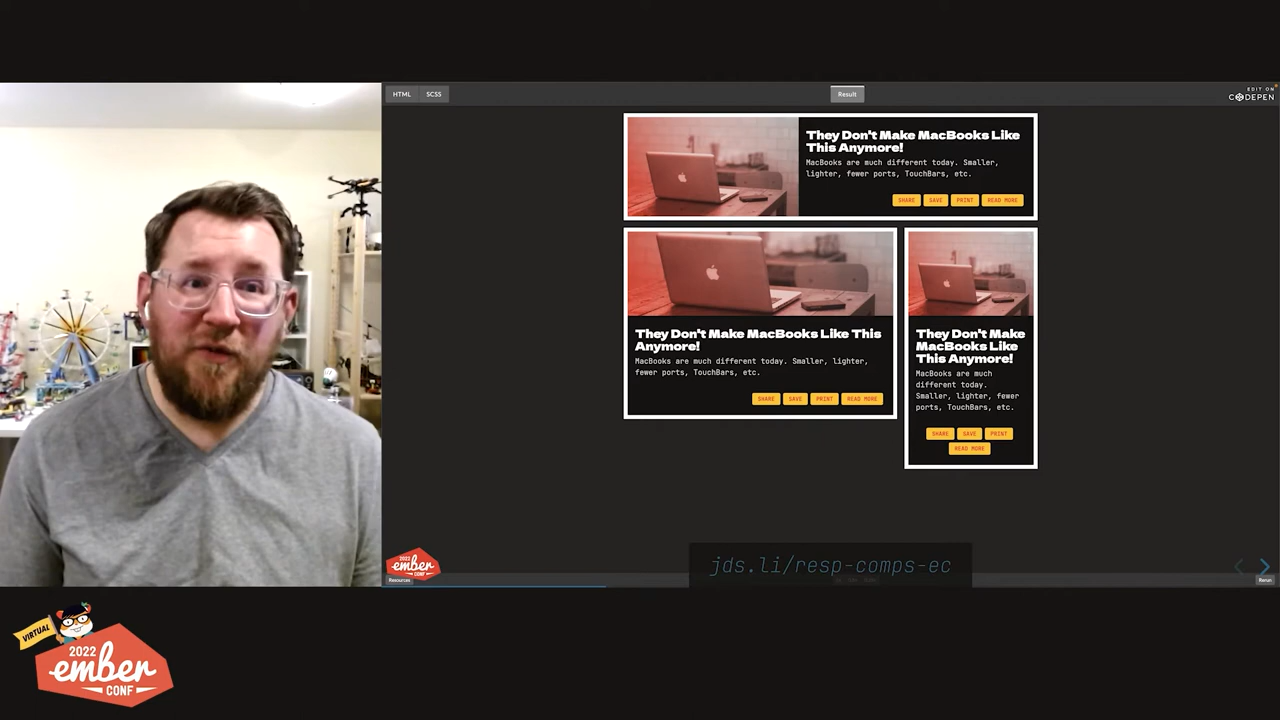 HTML
SCSS
Result
EDIT ON
CODEPEN
They Don't Make MacBooks Like
This Anymore!
MacBooks are much different today. Smaller,
lighter, fewer ports, TouchBars, etc.
SHARE
SAVE
PRINT
READ MORE
They Don't Make MacBooks Like This
Anymore!
MacBooks are much different today. Smaller, lighter,
fewer ports, TouchBars, etc.
SHARE
SAVE
PRINT
READ MORE
They Don't Make
MacBooks Like
This Anymore!
MacBooks are much
different today.
Smaller, lighter, fewer
ports, TouchBars, etc.
SHARE
SAVE
PRINT
READ MORE
2022
ember
CONF
jds.li/resp-comps-ec
Resources
Rerun
VIRTUAL
2022
ember
CONF